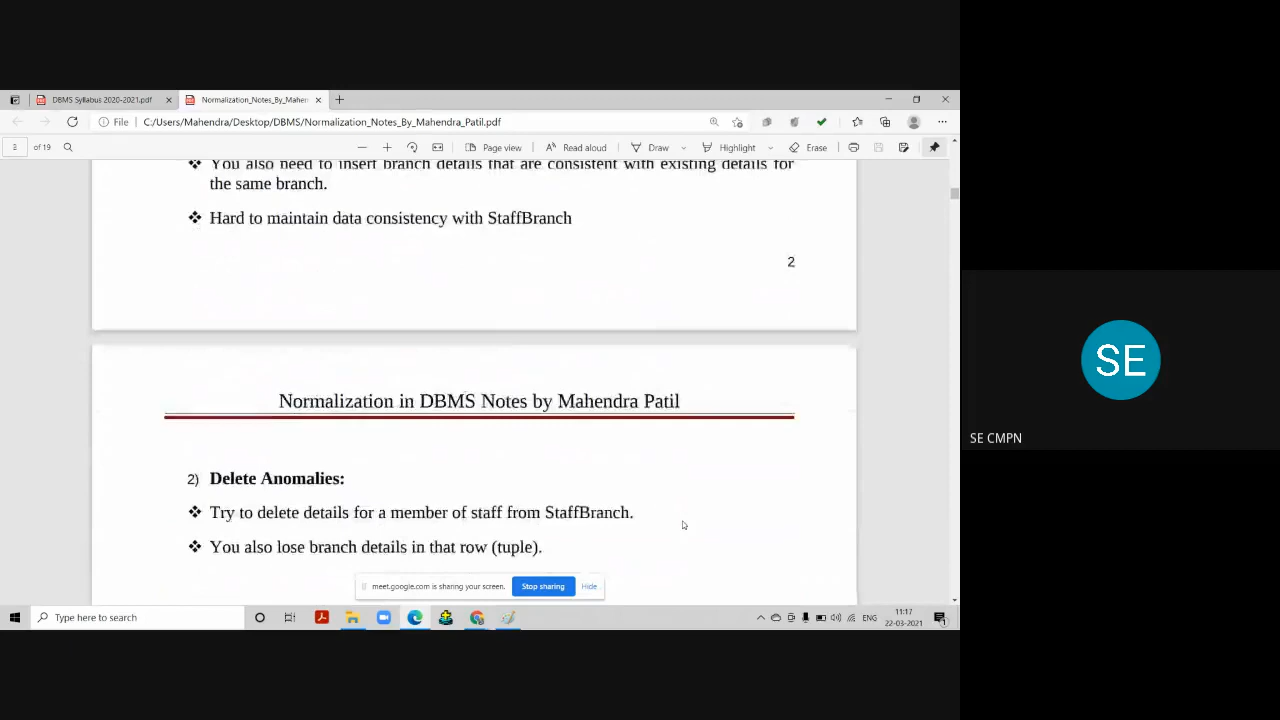 DBMS Syllabus 2020-2021.pdf
Normalization_Notes_By_Mahen
File
C:/Users/Mahendra/Desktop/DBMS/Normalization_Notes_By_Mahendra_Patil.pdf
3 of 19
Page view
Read aloud
Draw
Highlight
Erase
❖ You also need to insert branch details that are consistent with existing details for
the same branch.
❖ Hard to maintain data consistency with StaffBranch
2
Normalization in DBMS Notes by Mahendra Patil
2) Delete Anomalies:
❖ Try to delete details for a member of staff from StaffBranch.
❖ You also lose branch details in that row (tuple).
meet.google.com is sharing your screen.
Stop sharing
Hide
Type here to search
ENG
11:17
22-03-2021
SE
SE CMPN